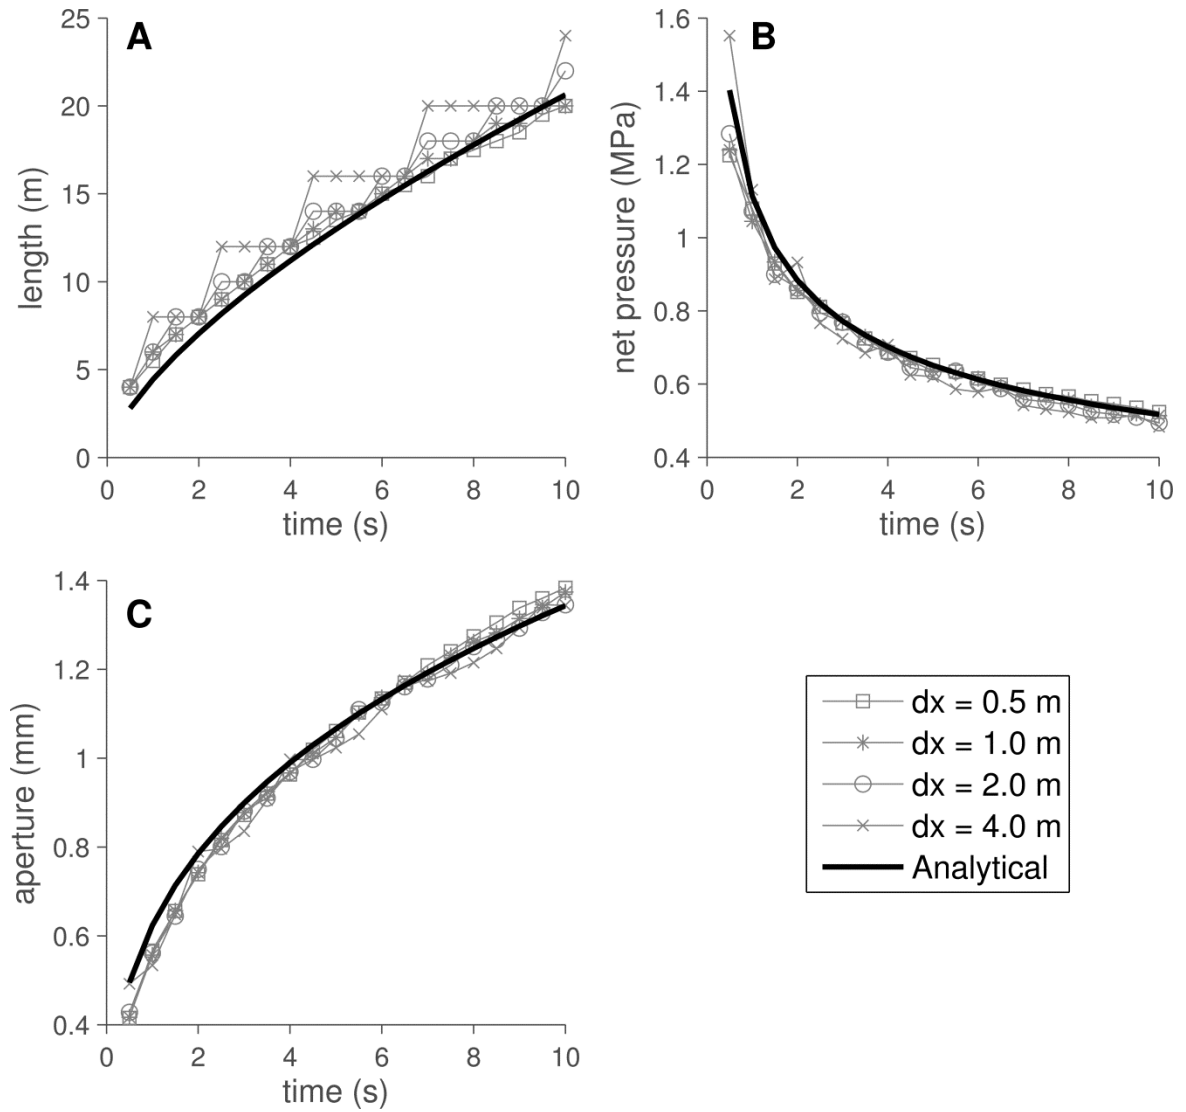 A
25
20
15
10
5
0
length (m)
0 2 4 6 8 10
time (s)
B
1.6
1.4
1.2
1
0.8
0.6
0.4
net pressure (MPa)
0 2 4 6 8 10
time (s)
C
1.4
1.2
1
0.8
0.6
0.4
aperture (mm)
0 2 4 6 8 10
time (s)
dx = 0.5 m
dx = 1.0 m
dx = 2.0 m
dx = 4.0 m
Analytical